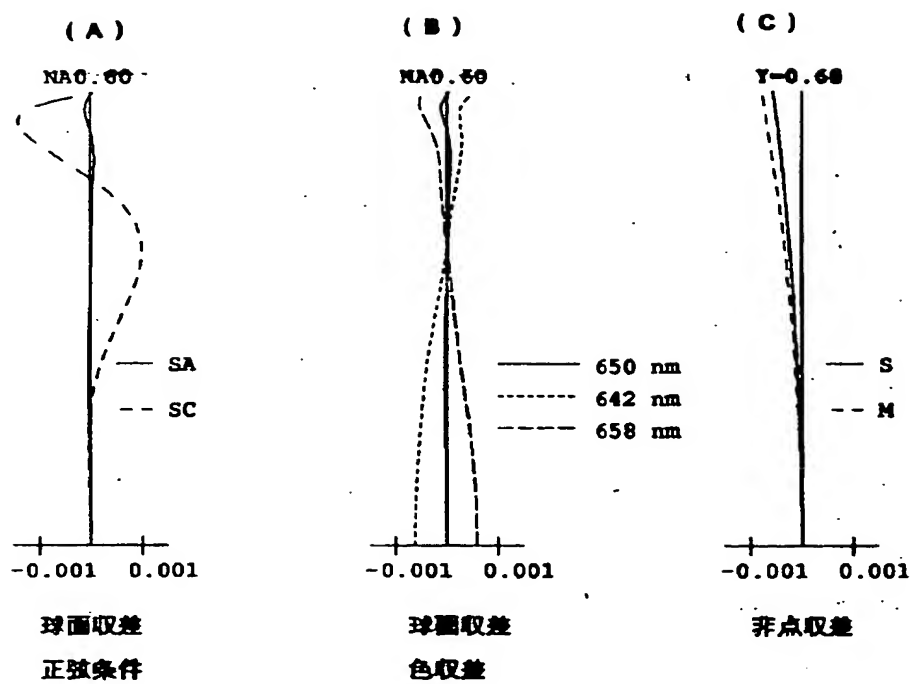 (A)
(B)
(C)
NA0.60
NA0.60
Y=0.68
SA
SC
650 nm
642 nm
658 nm
S
M
-0.001 0.001
-0.001 0.001
-0.001 0.001
球面収差
正弦条件
球面収差
色収差
非点収差